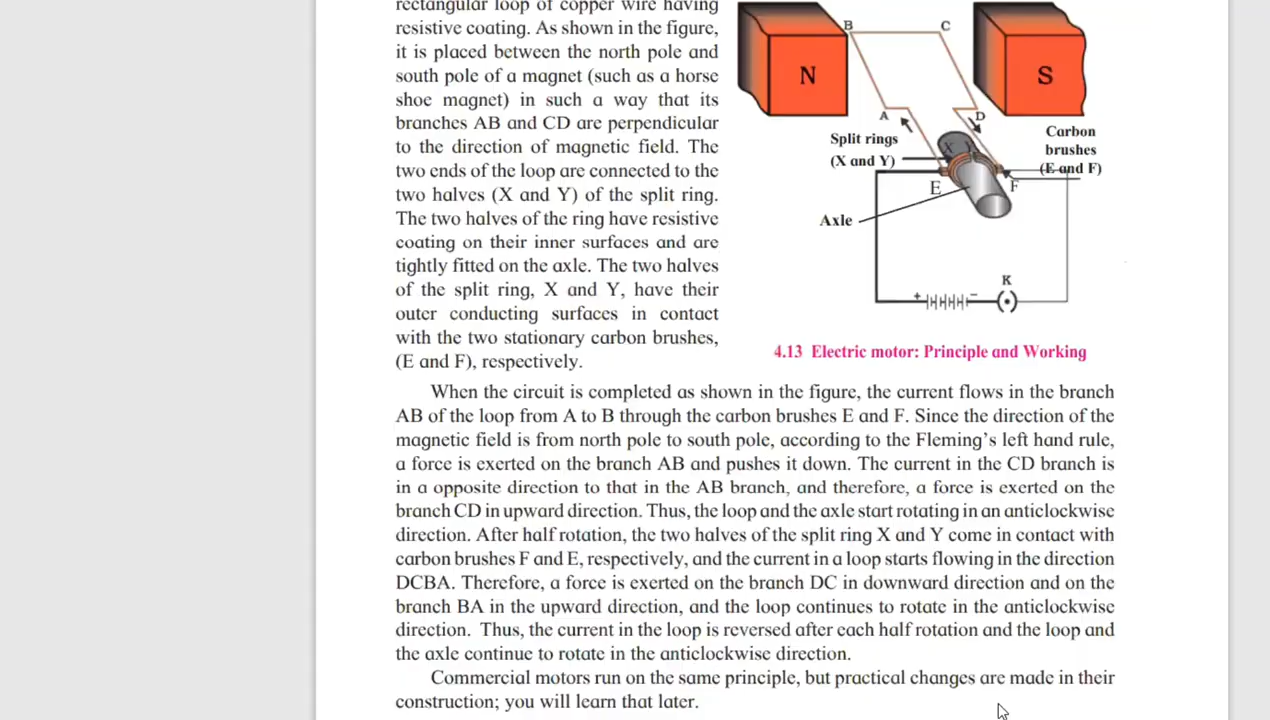 rectangular loop of copper wire having
resistive coating. As shown in the figure,
it is placed between the north pole and
south pole of a magnet (such as a horse
shoe magnet) in such a way that its
branches AB and CD are perpendicular
to the direction of magnetic field. The
two ends of the loop are connected to the
two halves (X and Y) of the split ring.
The two halves of the ring have resistive
coating on their inner surfaces and are
tightly fitted on the axle. The two halves
of the split ring, X and Y, have their
outer conducting surfaces in contact
with the two stationary carbon brushes,
(E and F), respectively.
B
C
N
S
A
D
Split rings
(X and Y)
X
Y
Carbon
brushes
(E and F)
E
F
Axle
K
+
−
4.13 Electric motor: Principle and Working
When the circuit is completed as shown in the figure, the current flows in the branch
AB of the loop from A to B through the carbon brushes E and F. Since the direction of the
magnetic field is from north pole to south pole, according to the Fleming’s left hand rule,
a force is exerted on the branch AB and pushes it down. The current in the CD branch is
in a opposite direction to that in the AB branch, and therefore, a force is exerted on the
branch CD in upward direction. Thus, the loop and the axle start rotating in an anticlockwise
direction. After half rotation, the two halves of the split ring X and Y come in contact with
carbon brushes F and E, respectively, and the current in a loop starts flowing in the direction
DCBA. Therefore, a force is exerted on the branch DC in downward direction and on the
branch BA in the upward direction, and the loop continues to rotate in the anticlockwise
direction. Thus, the current in the loop is reversed after each half rotation and the loop and
the axle continue to rotate in the anticlockwise direction.
Commercial motors run on the same principle, but practical changes are made in their
construction; you will learn that later.